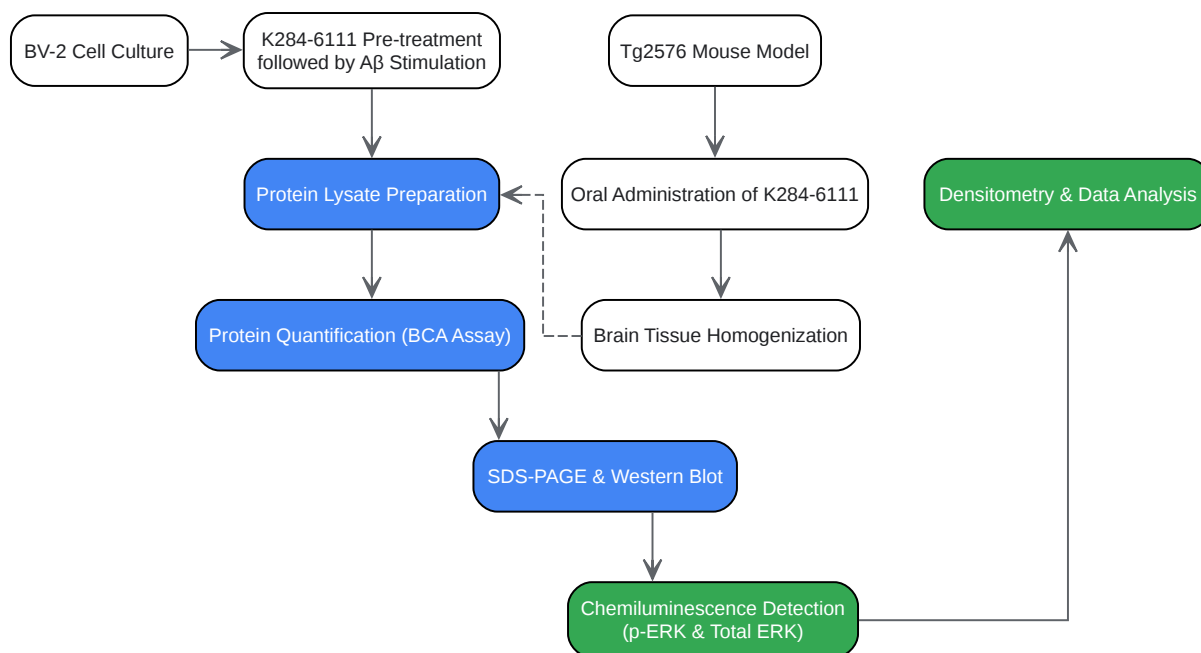 BV-2 Cell Culture
K284-6111 Pre-treatment
followed by Aβ Stimulation
Tg2576 Mouse Model
Protein Lysate Preparation
Oral Administration of K284-6111
Densitometry & Data Analysis
Protein Quantification (BCA Assay)
Brain Tissue Homogenization
SDS-PAGE & Western Blot
Chemiluminescence Detection
(p-ERK & Total ERK)